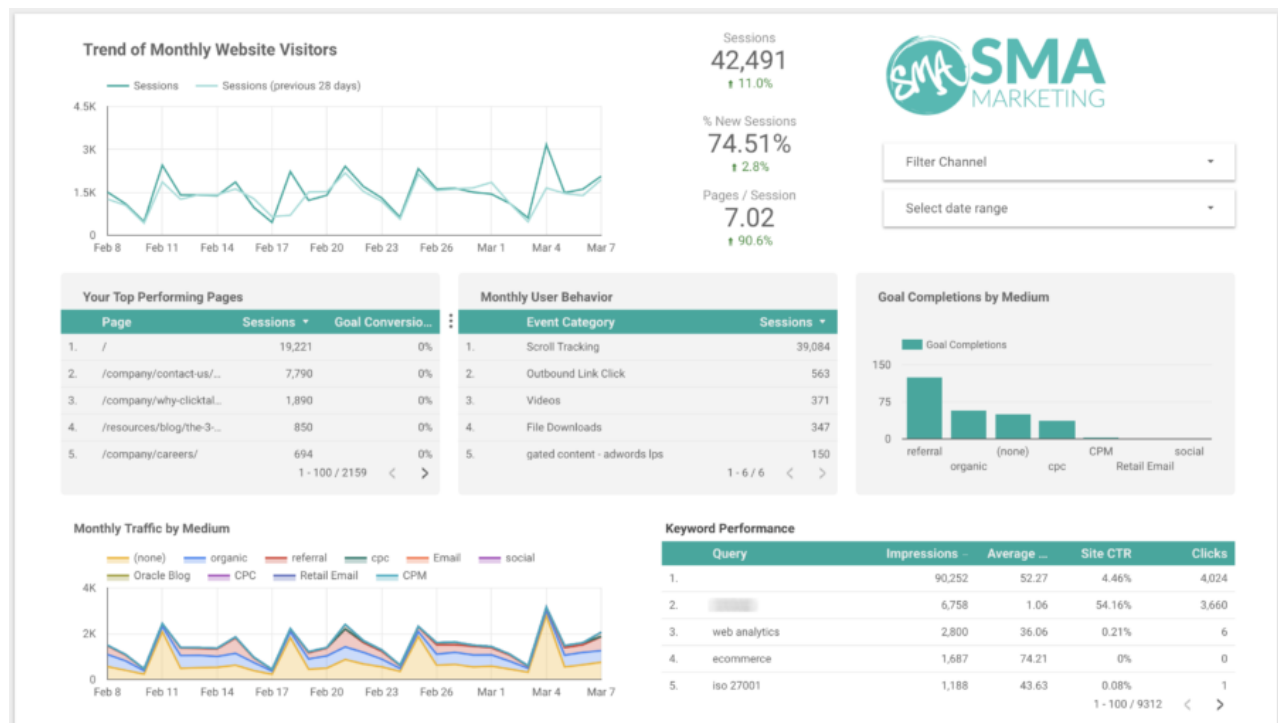 Trend of Monthly Website Visitors
Sessions
Sessions (previous 28 days)
4.5K
3K
1.5K
0
Feb 8 Feb 11 Feb 14 Feb 17 Feb 20 Feb 23 Feb 26 Mar 1 Mar 4 Mar 7
Sessions
42,491
⬆ 11.0%
% New Sessions
74.51%
⬆ 2.8%
Pages / Session
7.02
⬆ 90.6%
SMA
SMA
MARKETING
Filter Channel
Select date range
Your Top Performing Pages
Page Sessions Goal Conversio...
1. / 19,221 0%
2. /company/contact-us/... 7,790 0%
3. /company/why-clicktal... 1,890 0%
4. /resources/blog/the-3-... 850 0%
5. /company/careers/ 694 0%
1 - 100 / 2159 < >
Monthly User Behavior
Event Category Sessions
1. Scroll Tracking 39,084
2. Outbound Link Click 563
3. Videos 371
4. File Downloads 347
5. gated content - adwords lps 150
1 - 6 / 6 < >
Goal Completions by Medium
Goal Completions
150
75
0
referral (none) CPM social
organic cpc Retail Email
Monthly Traffic by Medium
(none) organic referral cpc Email social
Oracle Blog CPC Retail Email CPM
4K
2K
0
Feb 8 Feb 11 Feb 14 Feb 17 Feb 20 Feb 23 Feb 26 Mar 1 Mar 4 Mar 7
Keyword Performance
Query Impressions Average ... Site CTR Clicks
1. 90,252 52.27 4.46% 4,024
2. 6,758 1.06 54.16% 3,660
3. web analytics 2,800 36.06 0.21% 6
4. ecommerce 1,687 74.21 0% 0
5. iso 27001 1,188 43.63 0.08% 1
1 - 100 / 9312 < >